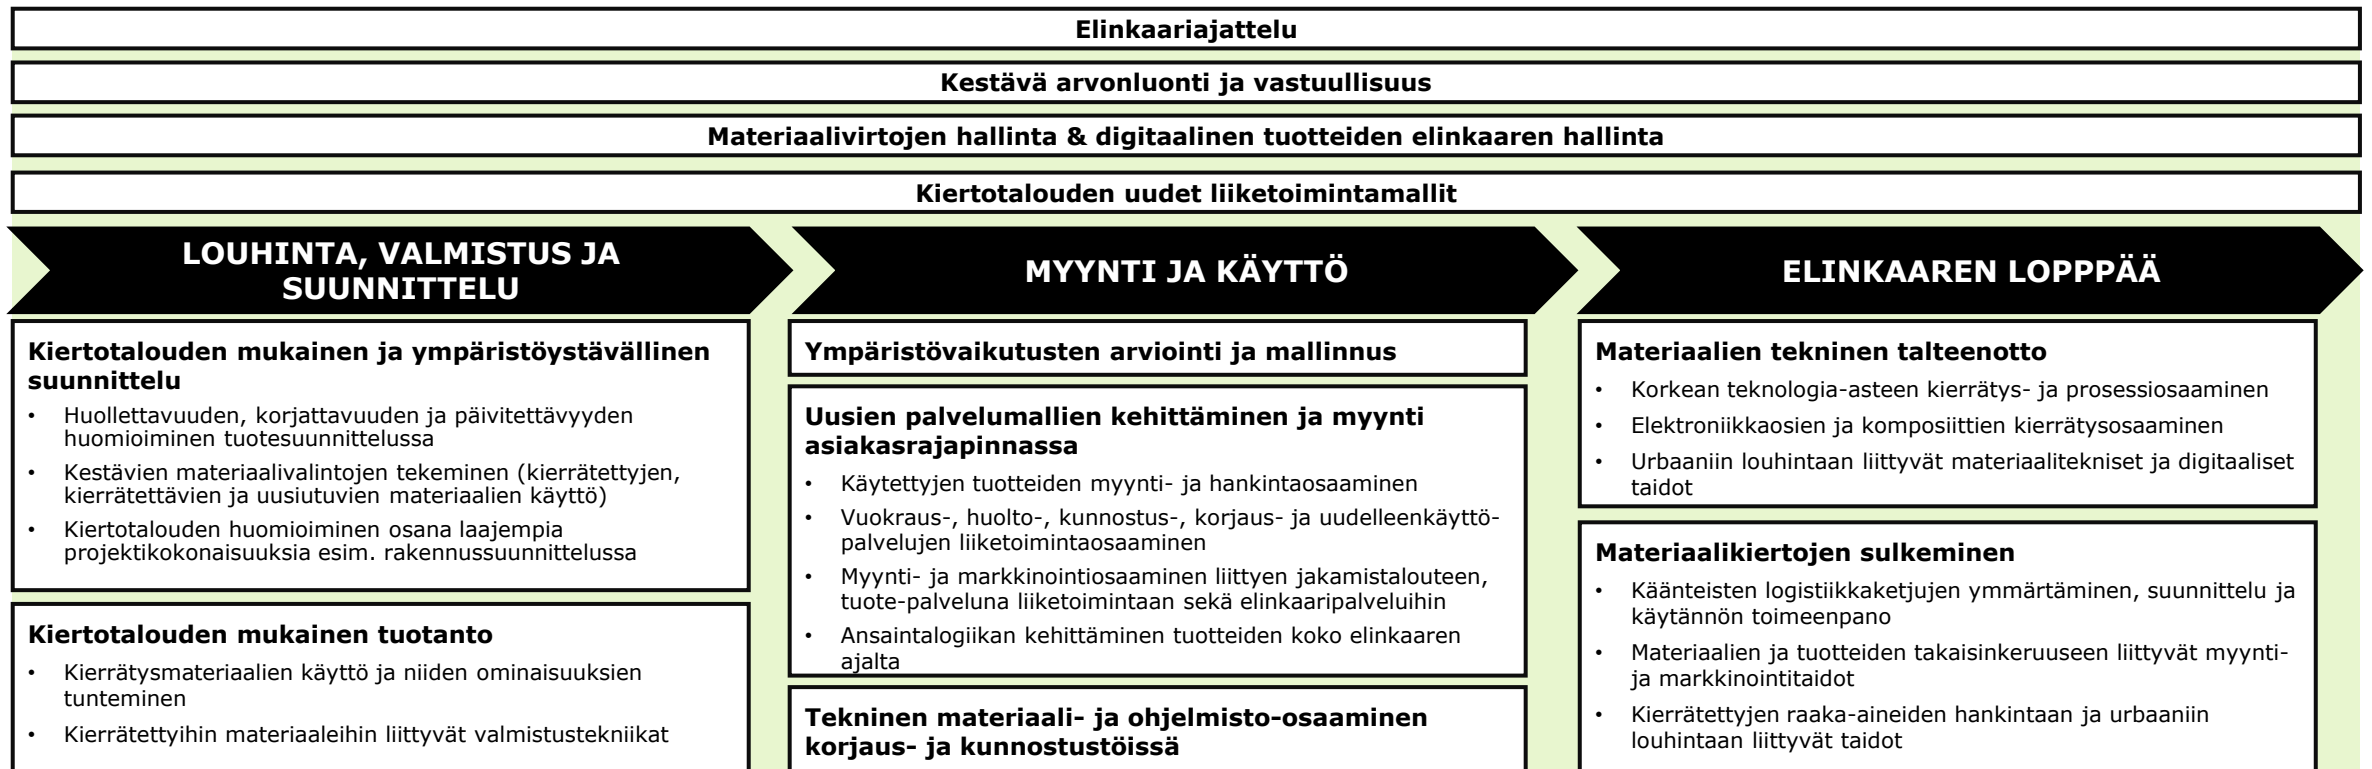 Elinkaariajattelu
Kestävä arvonluonti ja vastuullisuus
Materiaalivirtojen hallinta & digitaalinen tuotteiden elinkaaren hallinta
Kiertotalouden uudet liiketoimintamallit
LOUHINTA, VALMISTUS JA
SUUNNITTELU
Kiertotalouden mukainen ja ympäristöystävällinen
suunnittelu
• Huollettavuuden, korjattavuuden ja päivitettävyyden
huomioiminen tuotesuunnittelussa
• Kestävien materiaalivalintojen tekeminen (kierrätettyjen,
kierrätettävien ja uusiutuvien materiaalien käyttö)
• Kiertotalouden huomioiminen osana laajempia
projektikokonaisuuksia esim. rakennussuunnittelussa
Kiertotalouden mukainen tuotanto
• Kierrätysmateriaalien käyttö ja niiden ominaisuuksien
tunteminen
• Kierrätettyihin materiaaleihin liittyvät valmistustekniikat
MYYNTI JA KÄYTTÖ
Ympäristövaikutusten arviointi ja mallinnus
Uusien palvelumallien kehittäminen ja myynti
asiakasrajapinnassa
• Käytettyjen tuotteiden myynti- ja hankintaosaaminen
• Vuokraus-, huolto-, kunnostus-, korjaus- ja uudelleenkäyttö-
palvelujen liiketoimintaosaaminen
• Myynti- ja markkinointiosaaminen liittyen jakamistalouteen,
tuote-palveluna liiketoimintaan sekä elinkaaripalveluihin
• Ansaintalogiikan kehittäminen tuotteiden koko elinkaaren
ajalta
Tekninen materiaali- ja ohjelmisto-osaaminen
korjaus- ja kunnostustöissä
ELINKAAREN LOPPPÄÄ
Materiaalien tekninen talteenotto
• Korkean teknologia-asteen kierrätys- ja prosessiosaaminen
• Elektroniikkaosien ja komposiittien kierrätysosaaminen
• Urbaaniin louhintaan liittyvät materiaalitekniset ja digitaaliset
taidot
Materiaalikiertojen sulkeminen
• Käänteisten logistiikkaketjujen ymmärtäminen, suunnittelu ja
käytännön toimeenpano
• Materiaalien ja tuotteiden takaisinkeruuseen liittyvät myynti-
ja markkinointitaidot
• Kierrätettyjen raaka-aineiden hankintaan ja urbaaniin
louhintaan liittyvät taidot